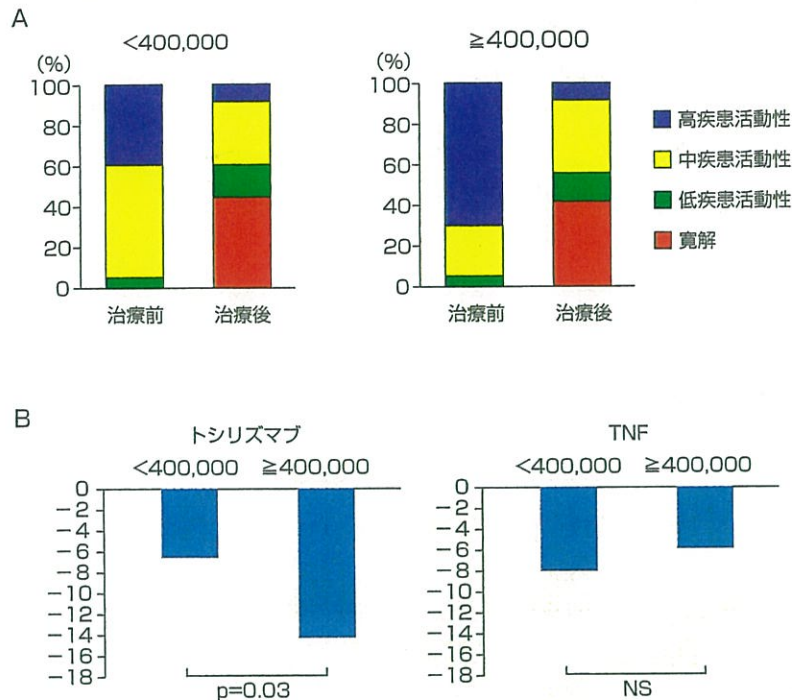 A
<400,000
≧400,000
(%)
100
80
60
40
20
0
治療前
治療後
(%)
100
80
60
40
20
0
治療前
治療後
高疾患活動性
中疾患活動性
低疾患活動性
寛解
B
トシリズマブ
<400,000 ≧400,000
0
−2
−4
−6
−8
−10
−12
−14
−16
−18
p=0.03
TNF
<400,000 ≧400,000
0
−2
−4
−6
−8
−10
−12
−14
−16
−18
NS